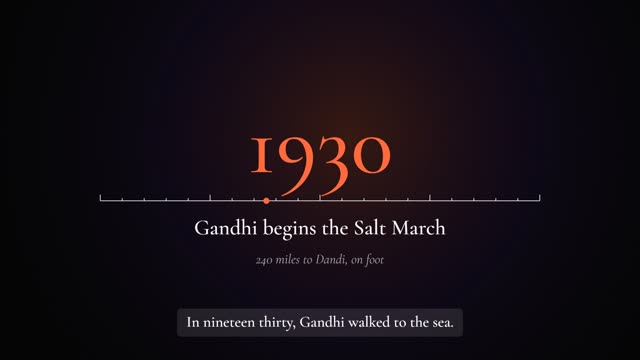 1930
Gandhi begins the Salt March
240 miles to Dandi, on foot
In nineteen thirty, Gandhi walked to the sea.